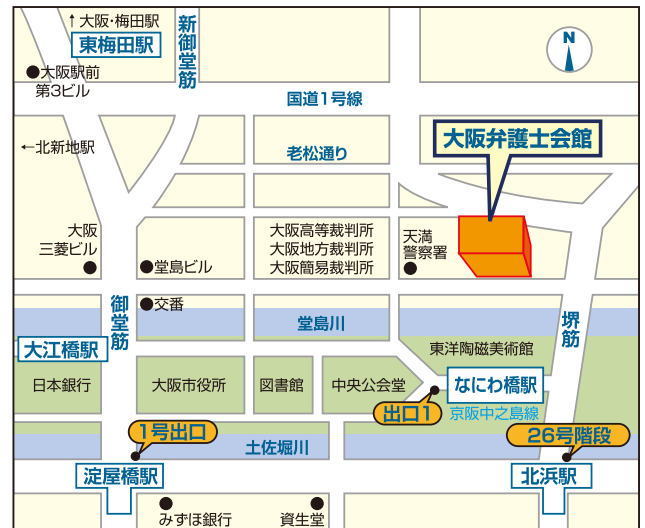 ↑大阪・梅田駅
東梅田駅
新御堂筋
N
●大阪駅前
第3ビル
国道1号線
大阪弁護士会館
←北新地駅
老松通り
大阪
三菱ビル
大阪高等裁判所
大阪地方裁判所
大阪簡易裁判所
天満
警察署
堂島ビル
御堂筋
交番
堂島川
堺筋
大江橋駅
東洋陶磁美術館
日本銀行
大阪市役所
図書館
中央公会堂
なにわ橋駅
出口1
京阪中之島線
1号出口
26号階段
土佐堀川
淀屋橋駅
北浜駅
みずほ銀行
資生堂